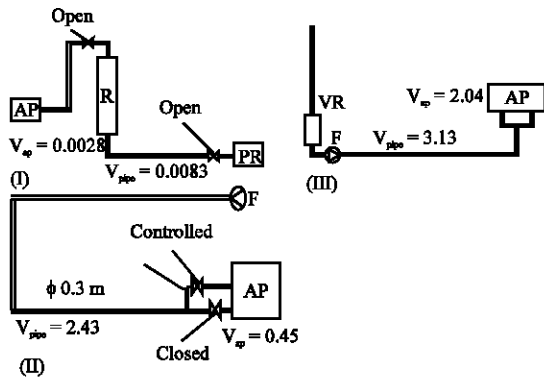 Open
AP
R
V_ap = 0.0028
Open
V_pipe = 0.0083
PR
(I)
VR
F
V_ap = 2.04
AP
V_pipe = 3.13
(III)
F
Controlled
ϕ 0.3 m
AP
V_pipe = 2.43
V_ap = 0.45
Closed
(II)